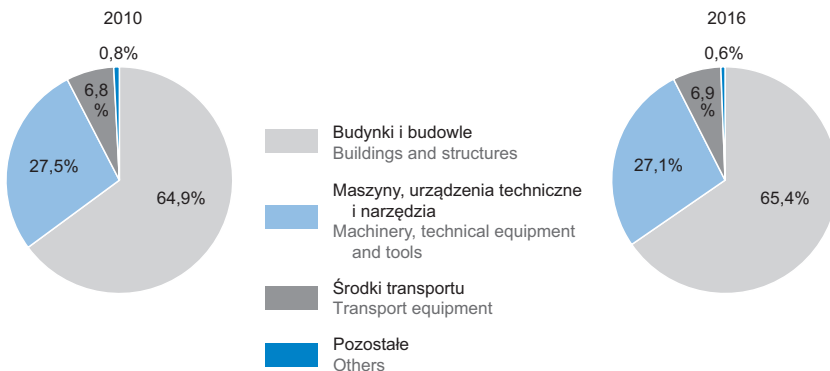 2010
2016
0,8%
6,8
%
27,5%
64,9%
Budynki i budowle
Buildings and structures
Maszyny, urządzenia techniczne
i narzędzia
Machinery, technical equipment
and tools
Środki transportu
Transport equipment
Pozostałe
Others
0,6%
6,9
%
27,1%
65,4%